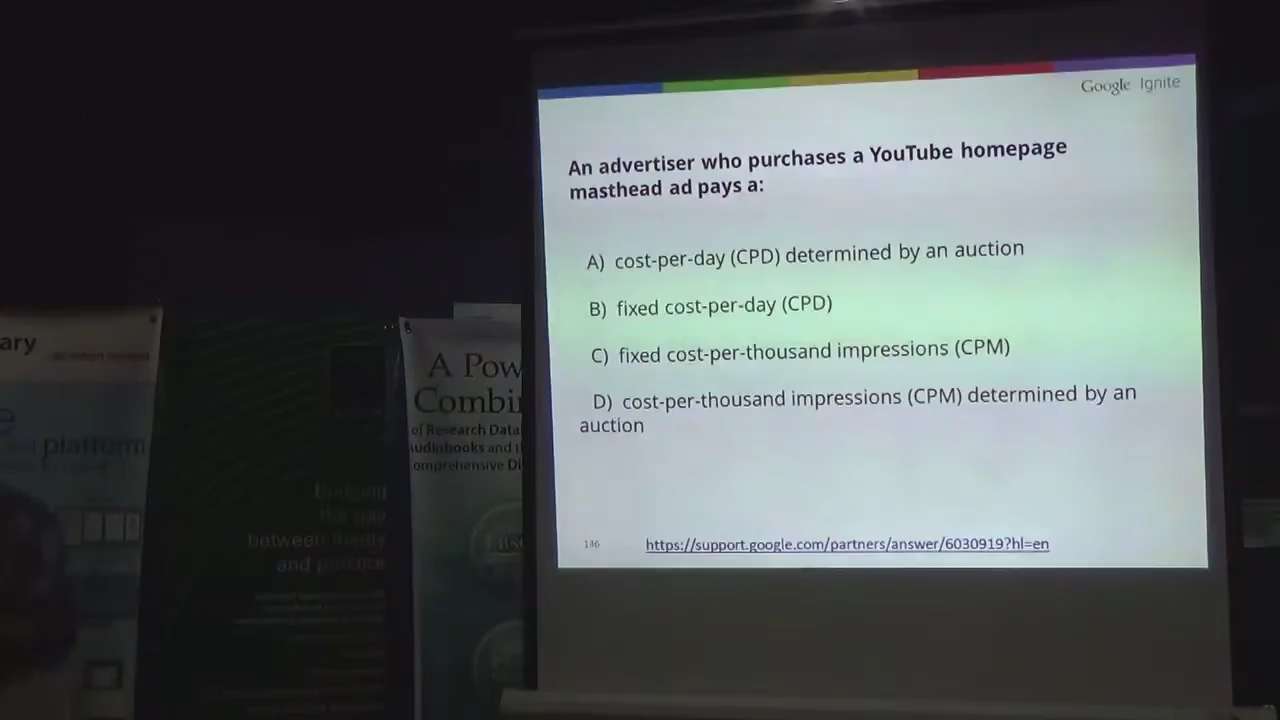 Google Ignite
An advertiser who purchases a YouTube homepage
masthead ad pays a:
A) cost-per-day (CPD) determined by an auction
B) fixed cost-per-day (CPD)
C) fixed cost-per-thousand impressions (CPM)
D) cost-per-thousand impressions (CPM) determined by an
auction
146
https://support.google.com/partners/answer/6030919?hl=en
ary
platform
between theory
and practice
A Pow
Combi
of Research Data
udiobooks and t
omprehensive Di